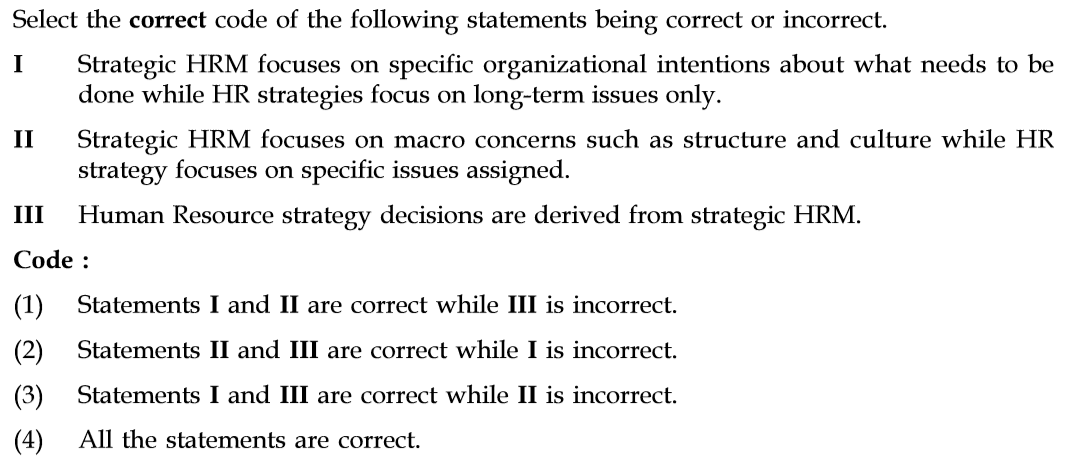 Select the correct code of the following statements being correct or incorrect.
I Strategic HRM focuses on specific organizational intentions about what needs to be
done while HR strategies focus on long-term issues only.
II Strategic HRM focuses on macro concerns such as structure and culture while HR
strategy focuses on specific issues assigned.
III Human Resource strategy decisions are derived from strategic HRM.
Code :
(1) Statements I and II are correct while III is incorrect.
(2) Statements II and III are correct while I is incorrect.
(3) Statements I and III are correct while II is incorrect.
(4) All the statements are correct.